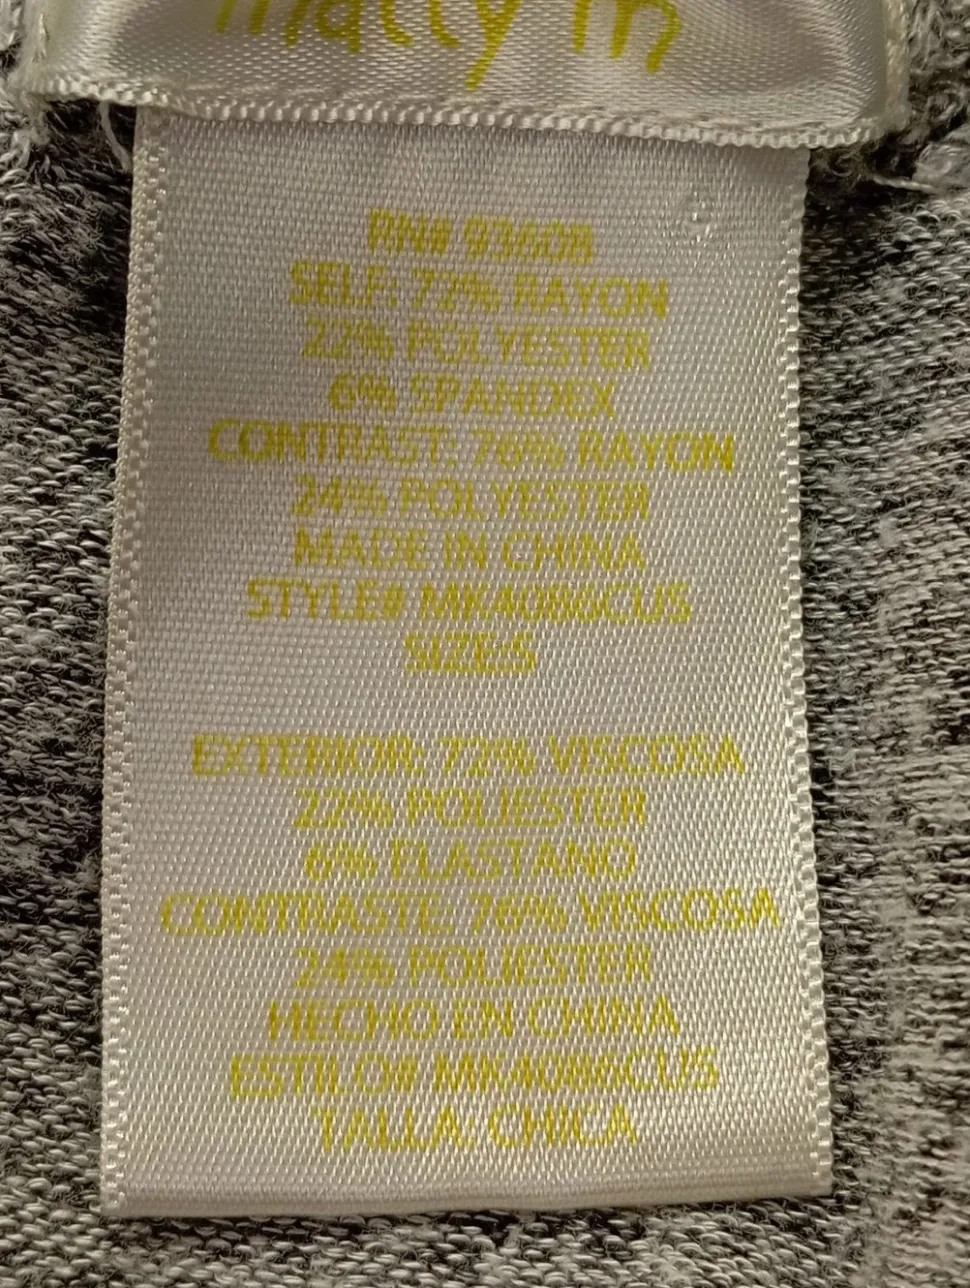 matty m
RN# 93608
SELF: 72% RAYON
22% POLYESTER
6% SPANDEX
CONTRAST: 76% RAYON
24% POLYESTER
MADE IN CHINA
STYLE# MK4086CUS
SIZE:S
EXTERIOR: 72% VISCOSA
22% POLIESTER
6% ELASTANO
CONTRASTE: 76% VISCOSA
24% POLIESTER
HECHO EN CHINA
ESTILO# MK4086CUS
TALLA: CHICA